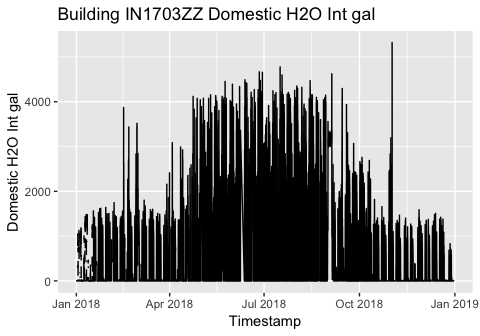 Building IN1703ZZ Domestic H2O Int gal
Domestic H2O Int gal
4000
2000
0
Jan 2018
Apr 2018
Jul 2018
Oct 2018
Jan 2019
Timestamp